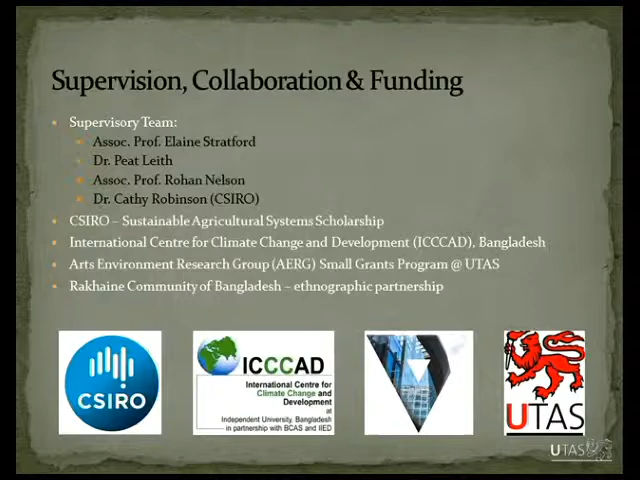 Supervision, Collaboration & Funding
Supervisory Team:
Assoc. Prof. Elaine Stratford
Dr. Peat Leith
Assoc. Prof. Rohan Nelson
Dr. Cathy Robinson (CSIRO)
CSIRO – Sustainable Agricultural Systems Scholarship
International Centre for Climate Change and Development (ICCCAD), Bangladesh
Arts Environment Research Group (AERG) Small Grants Program @ UTAS
Rakhaine Community of Bangladesh – ethnographic partnership
CSIRO
ICCCAD
International Centre for
Climate Change and
Development
at
Independent University, Bangladesh
in partnership with BCAS and IIED
UTAS
UTAS